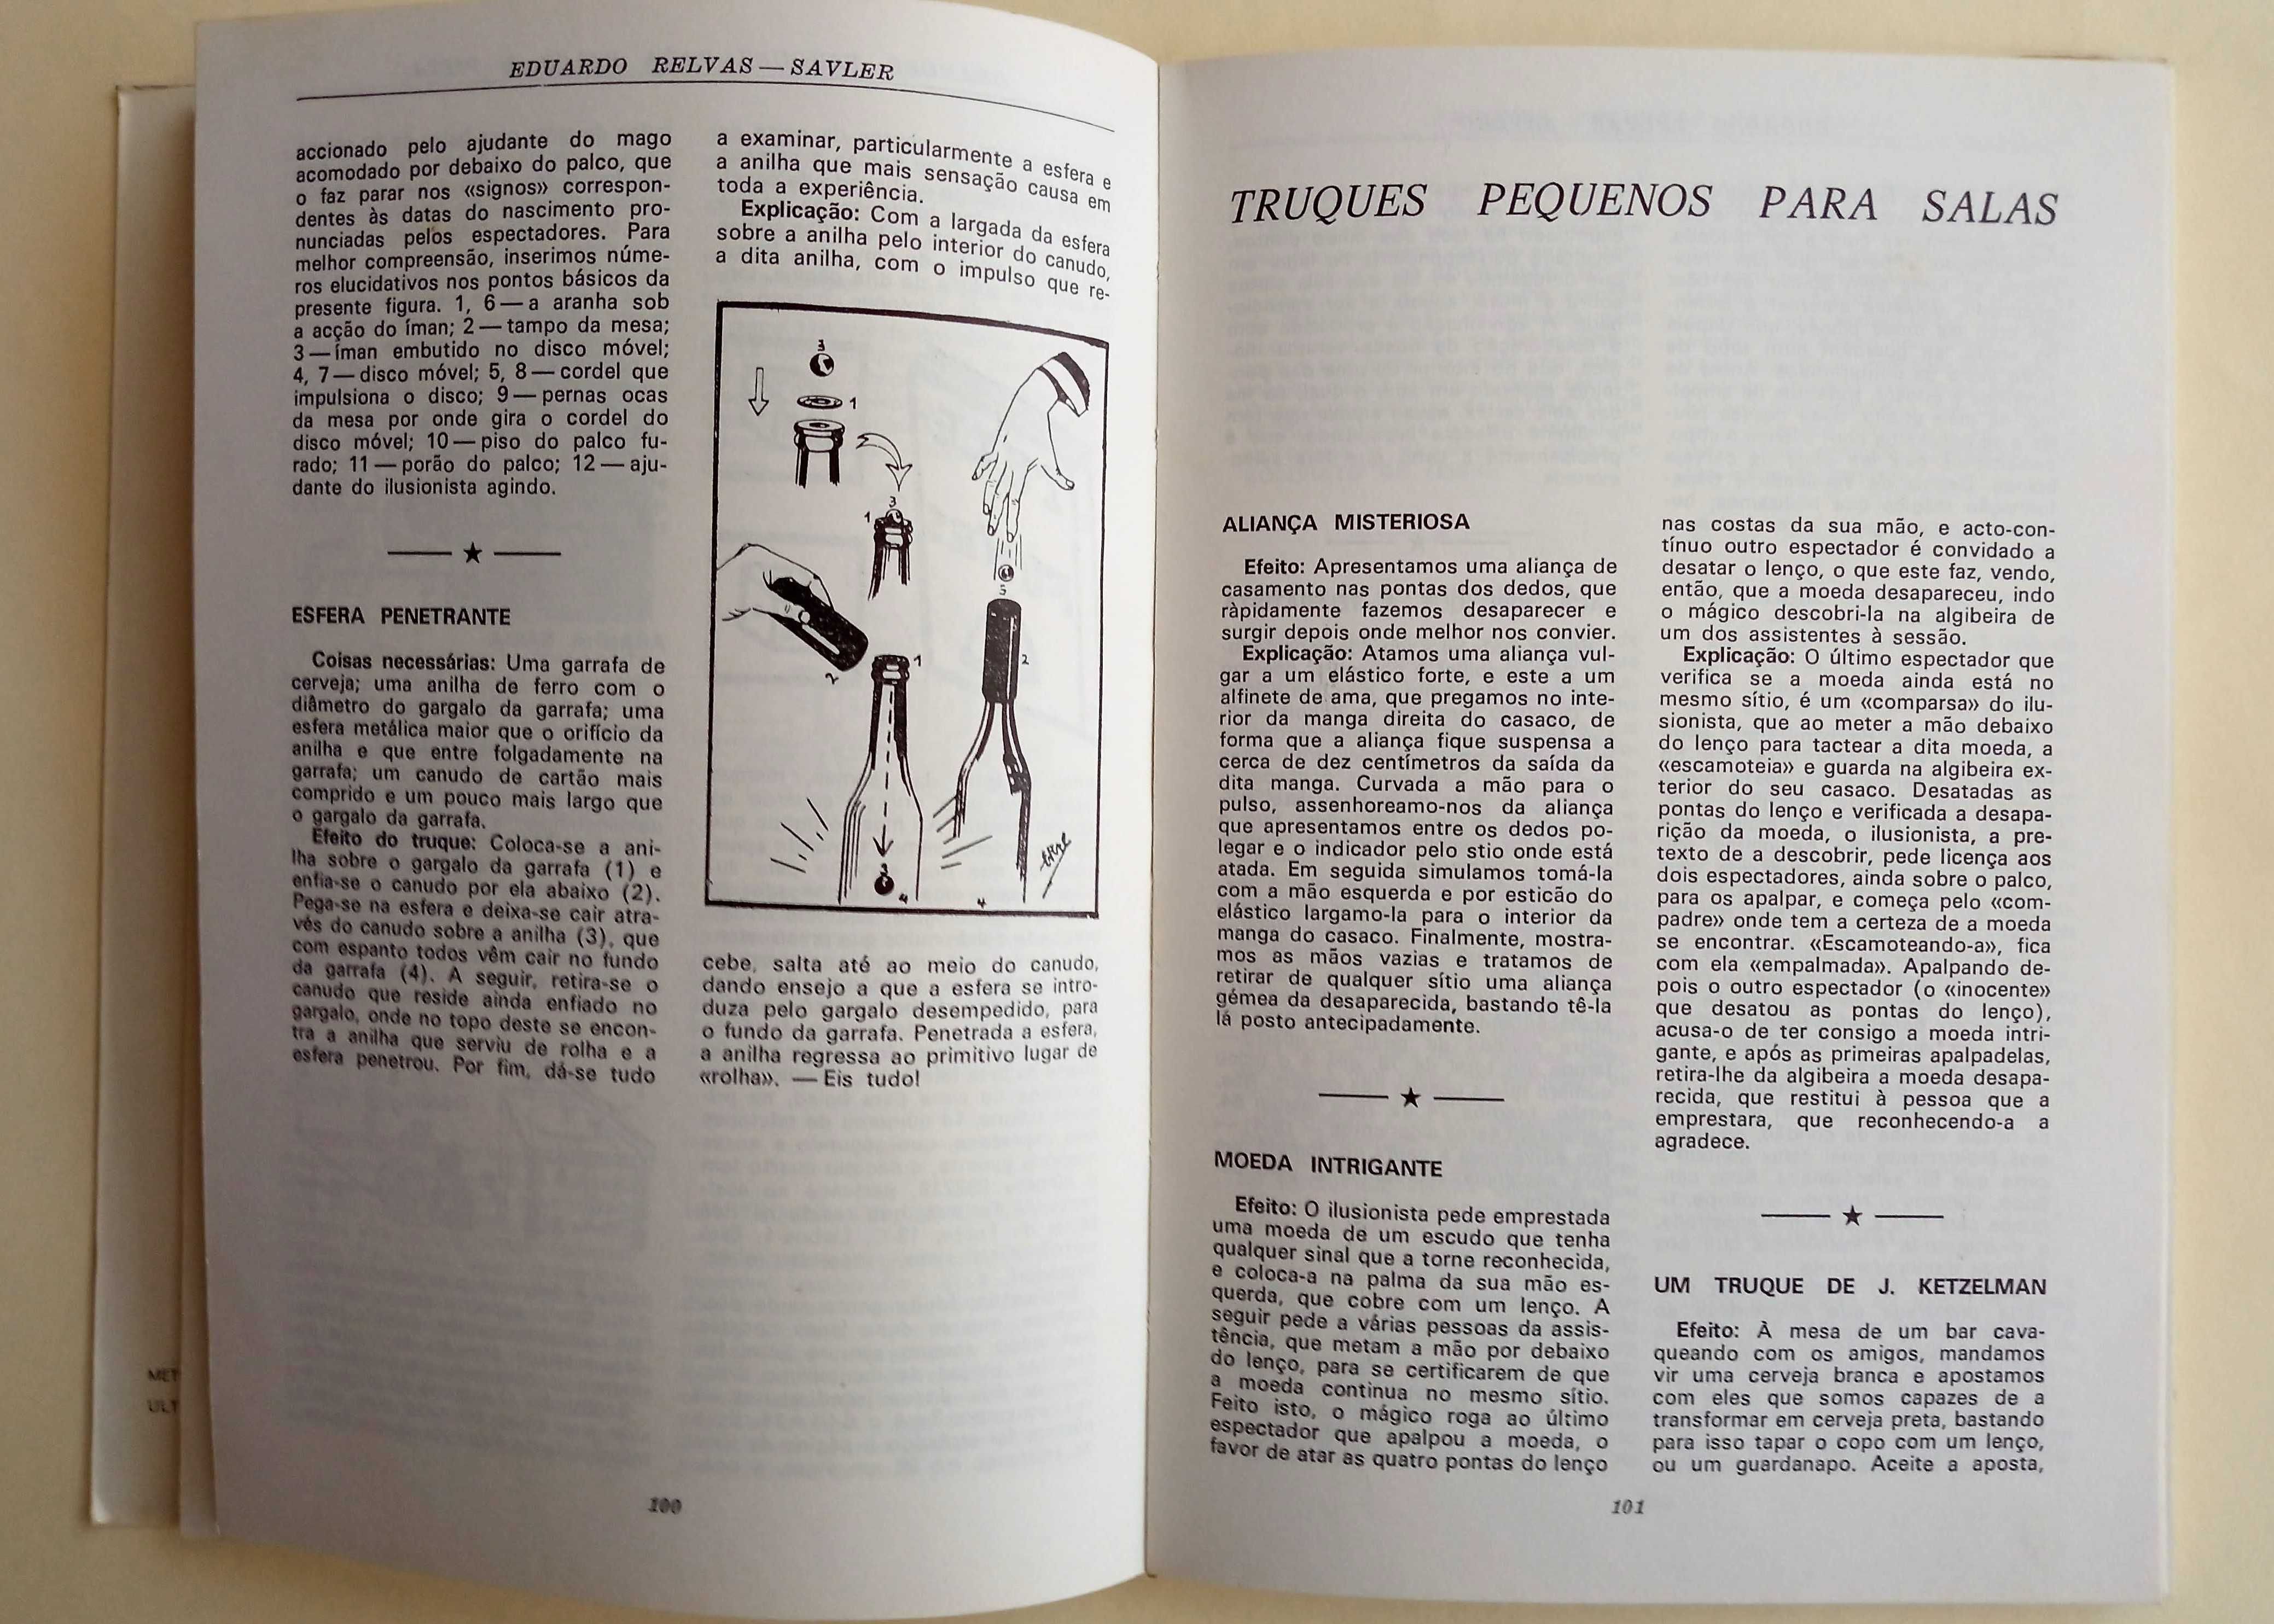 EDUARDO RELVAS — SAVLER
accionado pelo ajudante do mago
acomodado por debaixo do palco, que
o faz parar nos «signos» correspon-
dentes às datas do nascimento pro-
nunciadas pelos espectadores. Para
melhor compreensão, inserimos núme-
ros elucidativos nos pontos básicos da
presente figura. 1, 6 — a aranha sob
a acção do íman; 2 — tampo da mesa;
3 — íman embutido no disco móvel;
4, 7 — disco móvel; 5, 8 — cordel que
impulsiona o disco; 9 — pernas ocas
da mesa por onde gira o cordel do
disco móvel; 10 — piso do palco fu-
rado; 11 — porão do palco; 12 — aju-
dante do ilusionista agindo.
ESFERA PENETRANTE
Coisas necessárias: Uma garrafa de
cerveja; uma anilha de ferro com o
diâmetro do gargalo da garrafa; uma
esfera metálica maior que o orifício da
anilha e que entre folgadamente na
garrafa; um canudo de cartão mais
comprido e um pouco mais largo que
o gargalo da garrafa.
Efeito do truque: Coloca-se a ani-
lha sobre o gargalo da garrafa (1) e
enfia-se o canudo por ela abaixo (2).
Pega-se na esfera e deixa-se cair atra-
vés do canudo sobre a anilha (3), que
com espanto todos vêm cair no fundo
da garrafa (4). A seguir, retira-se o
canudo que reside ainda enfiado no
gargalo, onde no topo deste se encon-
tra a anilha que serviu de rolha e a
esfera penetrou. Por fim, dá-se tudo
a examinar, particularmente a esfera e
a anilha que mais sensação causa em
toda a experiência.
Explicação: Com a largada da esfera
sobre a anilha pelo interior do canudo,
a dita anilha, com o impulso que re-
3
1
3
1
5
2
1
2
3
4
4
cebe, salta até ao meio do canudo,
dando ensejo a que a esfera se intro-
duza pelo gargalo desempedido, para
o fundo da garrafa. Penetrada a esfera,
a anilha regressa ao primitivo lugar de
«rolha». — Eis tudo!
100
MET
ULT
TRUQUES PEQUENOS PARA SALAS
ALIANÇA MISTERIOSA
Efeito: Apresentamos uma aliança de
casamento nas pontas dos dedos, que
ràpidamente fazemos desaparecer e
surgir depois onde melhor nos convier.
Explicação: Atamos uma aliança vul-
gar a um elástico forte, e este a um
alfinete de ama, que pregamos no inte-
rior da manga direita do casaco, de
forma que a aliança fique suspensa a
cerca de dez centímetros da saída da
dita manga. Curvada a mão para o
pulso, assenhoreamo-nos da aliança
que apresentamos entre os dedos po-
legar e o indicador pelo stio onde está
atada. Em seguida simulamos tomá-la
com a mão esquerda e por esticão do
elástico largamo-la para o interior da
manga do casaco. Finalmente, mostra-
mos as mãos vazias e tratamos de
retirar de qualquer sítio uma aliança
gémea da desaparecida, bastando tê-la
lá posto antecipadamente.
MOEDA INTRIGANTE
Efeito: O ilusionista pede emprestada
uma moeda de um escudo que tenha
qualquer sinal que a torne reconhecida,
e coloca-a na palma da sua mão es-
querda, que cobre com um lenço. A
seguir pede a várias pessoas da assis-
tência, que metam a mão por debaixo
do lenço, para se certificarem de que
a moeda continua no mesmo sítio.
Feito isto, o mágico roga ao último
espectador que apalpou a moeda, o
favor de atar as quatro pontas do lenço
nas costas da sua mão, e acto-con-
tínuo outro espectador é convidado a
desatar o lenço, o que este faz, vendo,
então, que a moeda desapareceu, indo
o mágico descobri-la na algibeira de
um dos assistentes à sessão.
Explicação: O último espectador que
verifica se a moeda ainda está no
mesmo sítio, é um «comparsa» do ilu-
sionista, que ao meter a mão debaixo
do lenço para tactear a dita moeda, a
«escamoteia» e guarda na algibeira ex-
terior do seu casaco. Desatadas as
pontas do lenço e verificada a desapa-
rição da moeda, o ilusionista, a pre-
texto de a descobrir, pede licença aos
dois espectadores, ainda sobre o palco,
para os apalpar, e começa pelo «com-
padre» onde tem a certeza de a moeda
se encontrar. «Escamoteando-a», fica
com ela «empalmada». Apalpando de-
pois o outro espectador (o «inocente»
que desatou as pontas do lenço),
acusa-o de ter consigo a moeda intri-
gante, e após as primeiras apalpadelas,
retira-lhe da algibeira a moeda desapa-
recida, que restitui à pessoa que a
emprestara, que reconhecendo-a a
agradece.
UM TRUQUE DE J. KETZELMAN
Efeito: À mesa de um bar cava-
queando com os amigos, mandamos
vir uma cerveja branca e apostamos
com eles que somos capazes de a
transformar em cerveja preta, bastando
para isso tapar o copo com um lenço,
ou um guardanapo. Aceite a aposta,
101